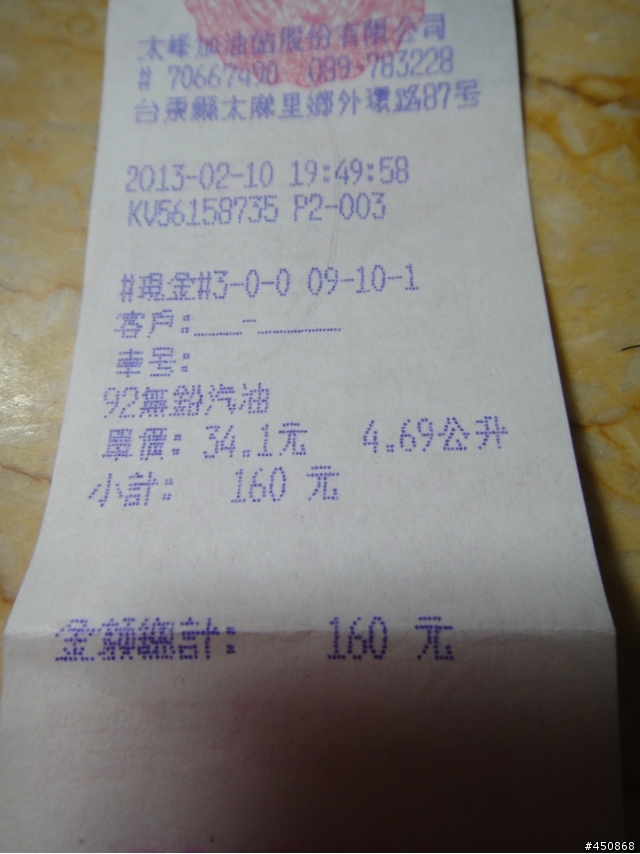 太峰加油站股份有限公司
# 70667490 089-783228
台東縣太麻里鄉外環路87号
2013-02-10 19:49:58
KV56158735 P2-003
#現金#3-0-0 09-10-1
客戶:___-_____
車号:
92無鉛汽油
單價: 34.1元 4.69公升
小計: 160 元
金額總計: 160 元
#450868